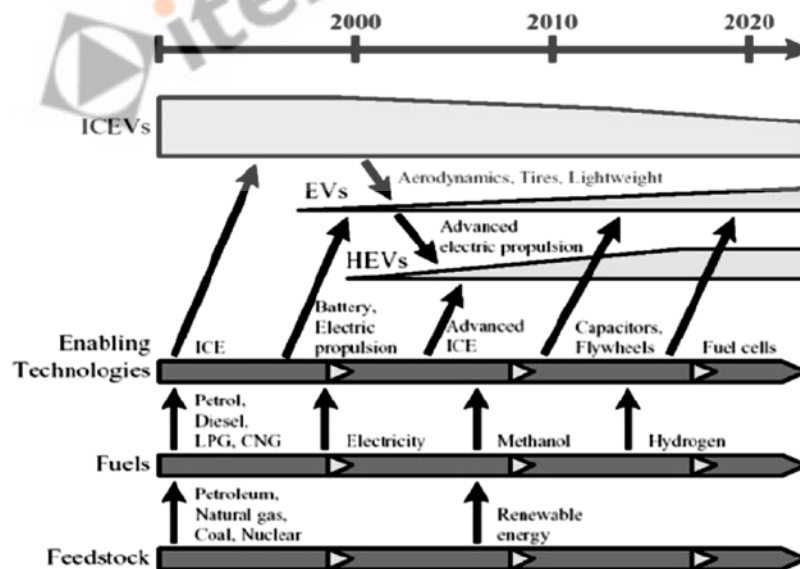 ite
2000 2010 2020
ICEVs
Aerodynamics, Tires, Lightweight
EVs
Advanced
electric propulsion
HEVs
Battery,
Electric
propulsion
Advanced
ICE
Capacitors,
Flywheels
Fuel cells
ICE
Enabling
Technologies
Petrol,
Diesel,
LPG, CNG
Electricity
Methanol
Hydrogen
Fuels
Petroleum,
Natural gas,
Coal, Nuclear
Renewable
energy
Feedstock